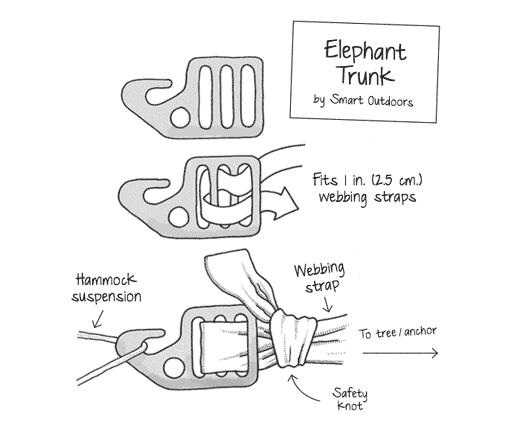 Elephant
Trunk
by Smart Outdoors
Fits 1 in. (2.5 cm.)
webbing straps
Hammock
suspension
Webbing
strap
To tree/anchor
Safety
Knot